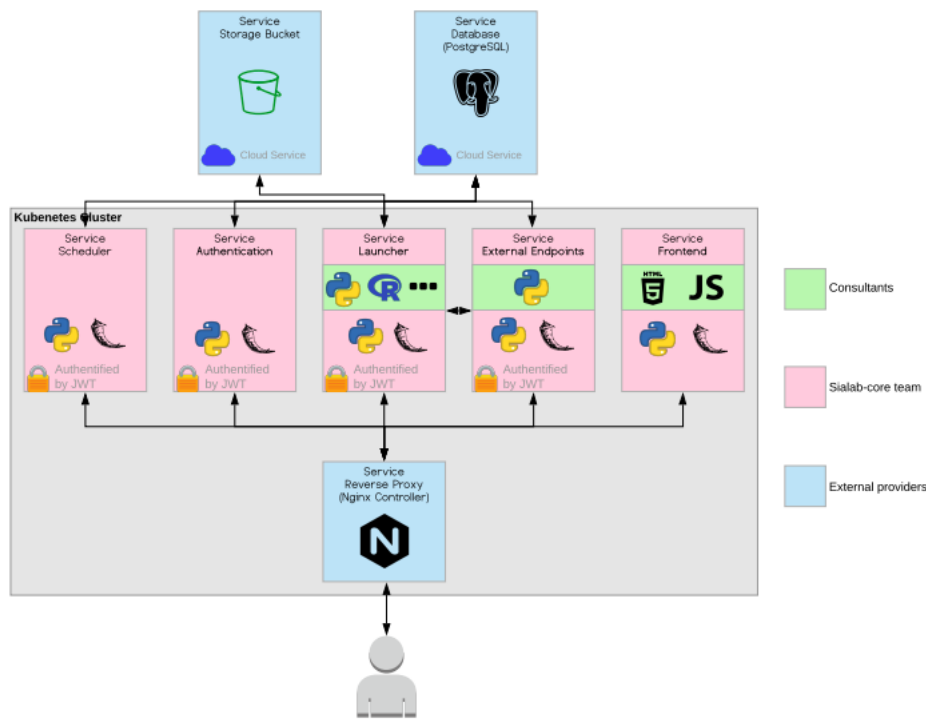 Service
Storage Bucket
Cloud Service
Service
Database
(PostgreSQL)
Cloud Service
Kubernetes Cluster
Service
Scheduler
Authentified
by JWT
Service
Authentication
Authentified
by JWT
Service
Launcher
R
Authentified
by JWT
Service
External Endpoints
Authentified
by JWT
Service
Frontend
HTML
5
JS
Service
Reverse Proxy
(Nginx Controller)
N
Consultants
Sialab-core team
External providers